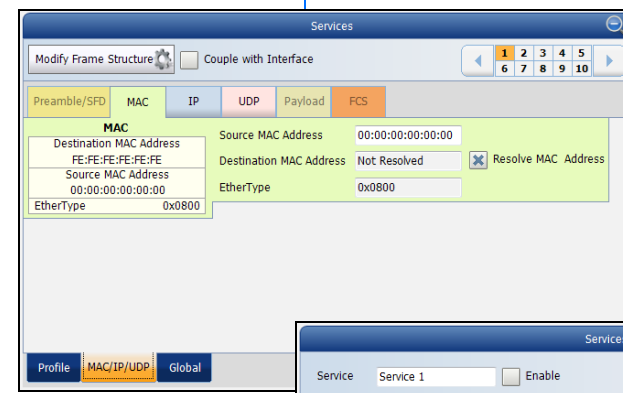 Services
Modify Frame Structure Couple with Interface 1 2 3 4 5
6 7 8 9 10
Preamble/SFD MAC IP UDP Payload FCS
MAC
Destination MAC Address
FE:FE:FE:FE:FE:FE
Source MAC Address
00:00:00:00:00:00
EtherType 0x0800
Source MAC Address 00:00:00:00:00:00
Destination MAC Address Not Resolved Resolve MAC Address
EtherType 0x0800
Profile MAC/IP/UDP Global
Services
Service Service 1 Enable